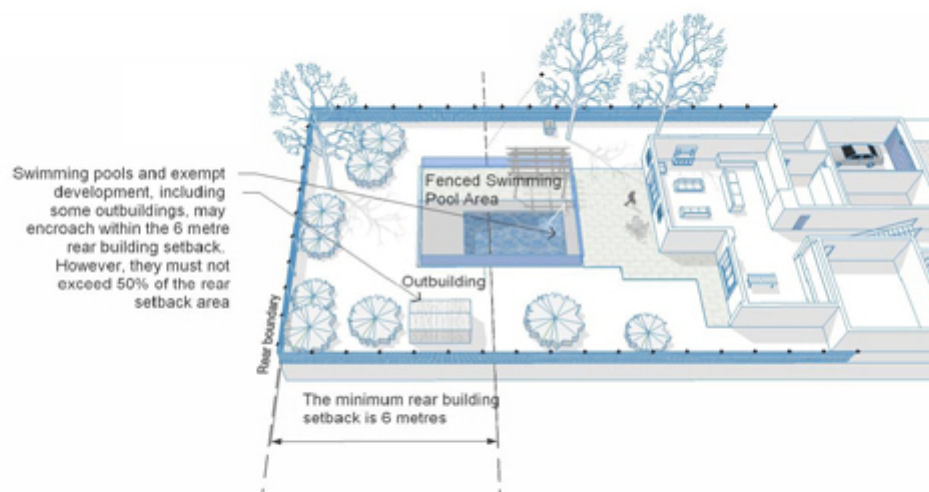 Swimming pools and exempt
development, including
some outbuildings, may
encroach within the 6 metre
rear building setback.
However, they must not
exceed 50% of the rear
setback area
Fenced Swimming
Pool Area
Outbuilding
Rear boundary
The minimum rear building
setback is 6 metres